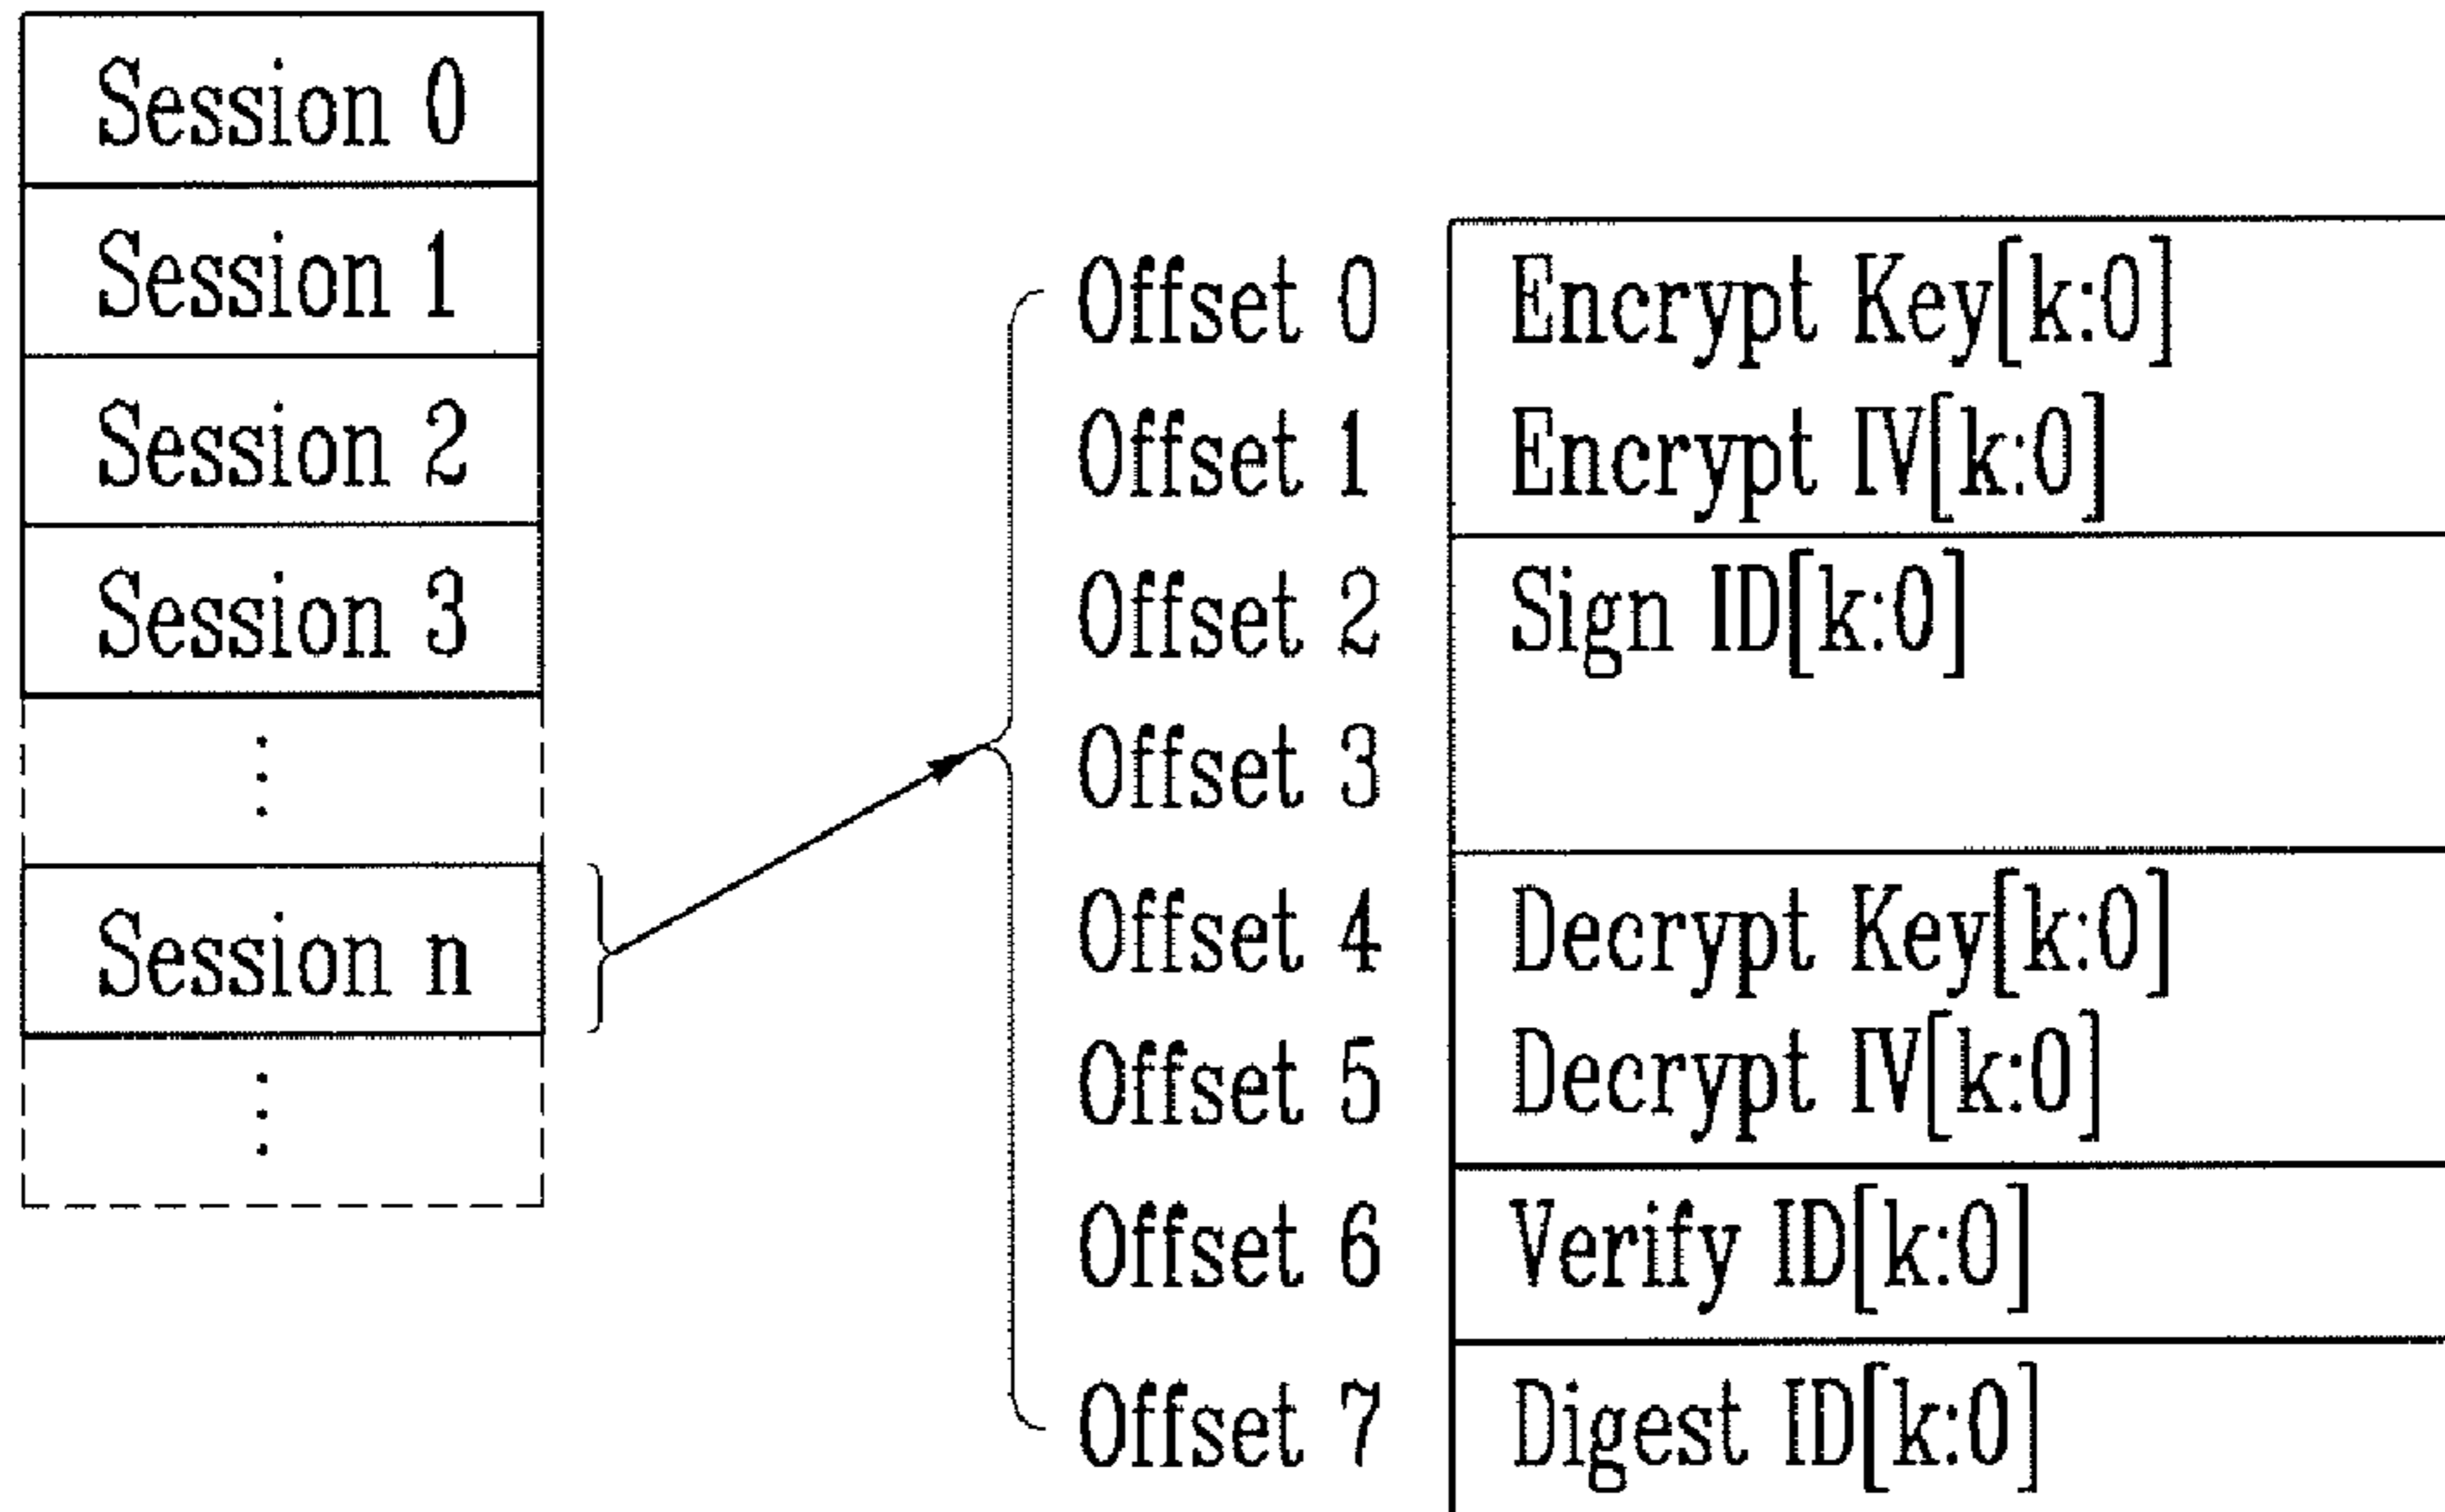 Session 0
Session 1
Session 2
Session 3
Session n
Offset 0 Encrypt Key[k:0]
Offset 1 Encrypt IV[k:0]
Offset 2 Sign ID[k:0]
Offset 3
Offset 4 Decrypt Key[k:0]
Offset 5 Decrypt IV[k:0]
Offset 6 Verify ID[k:0]
Offset 7 Digest ID[k:0]